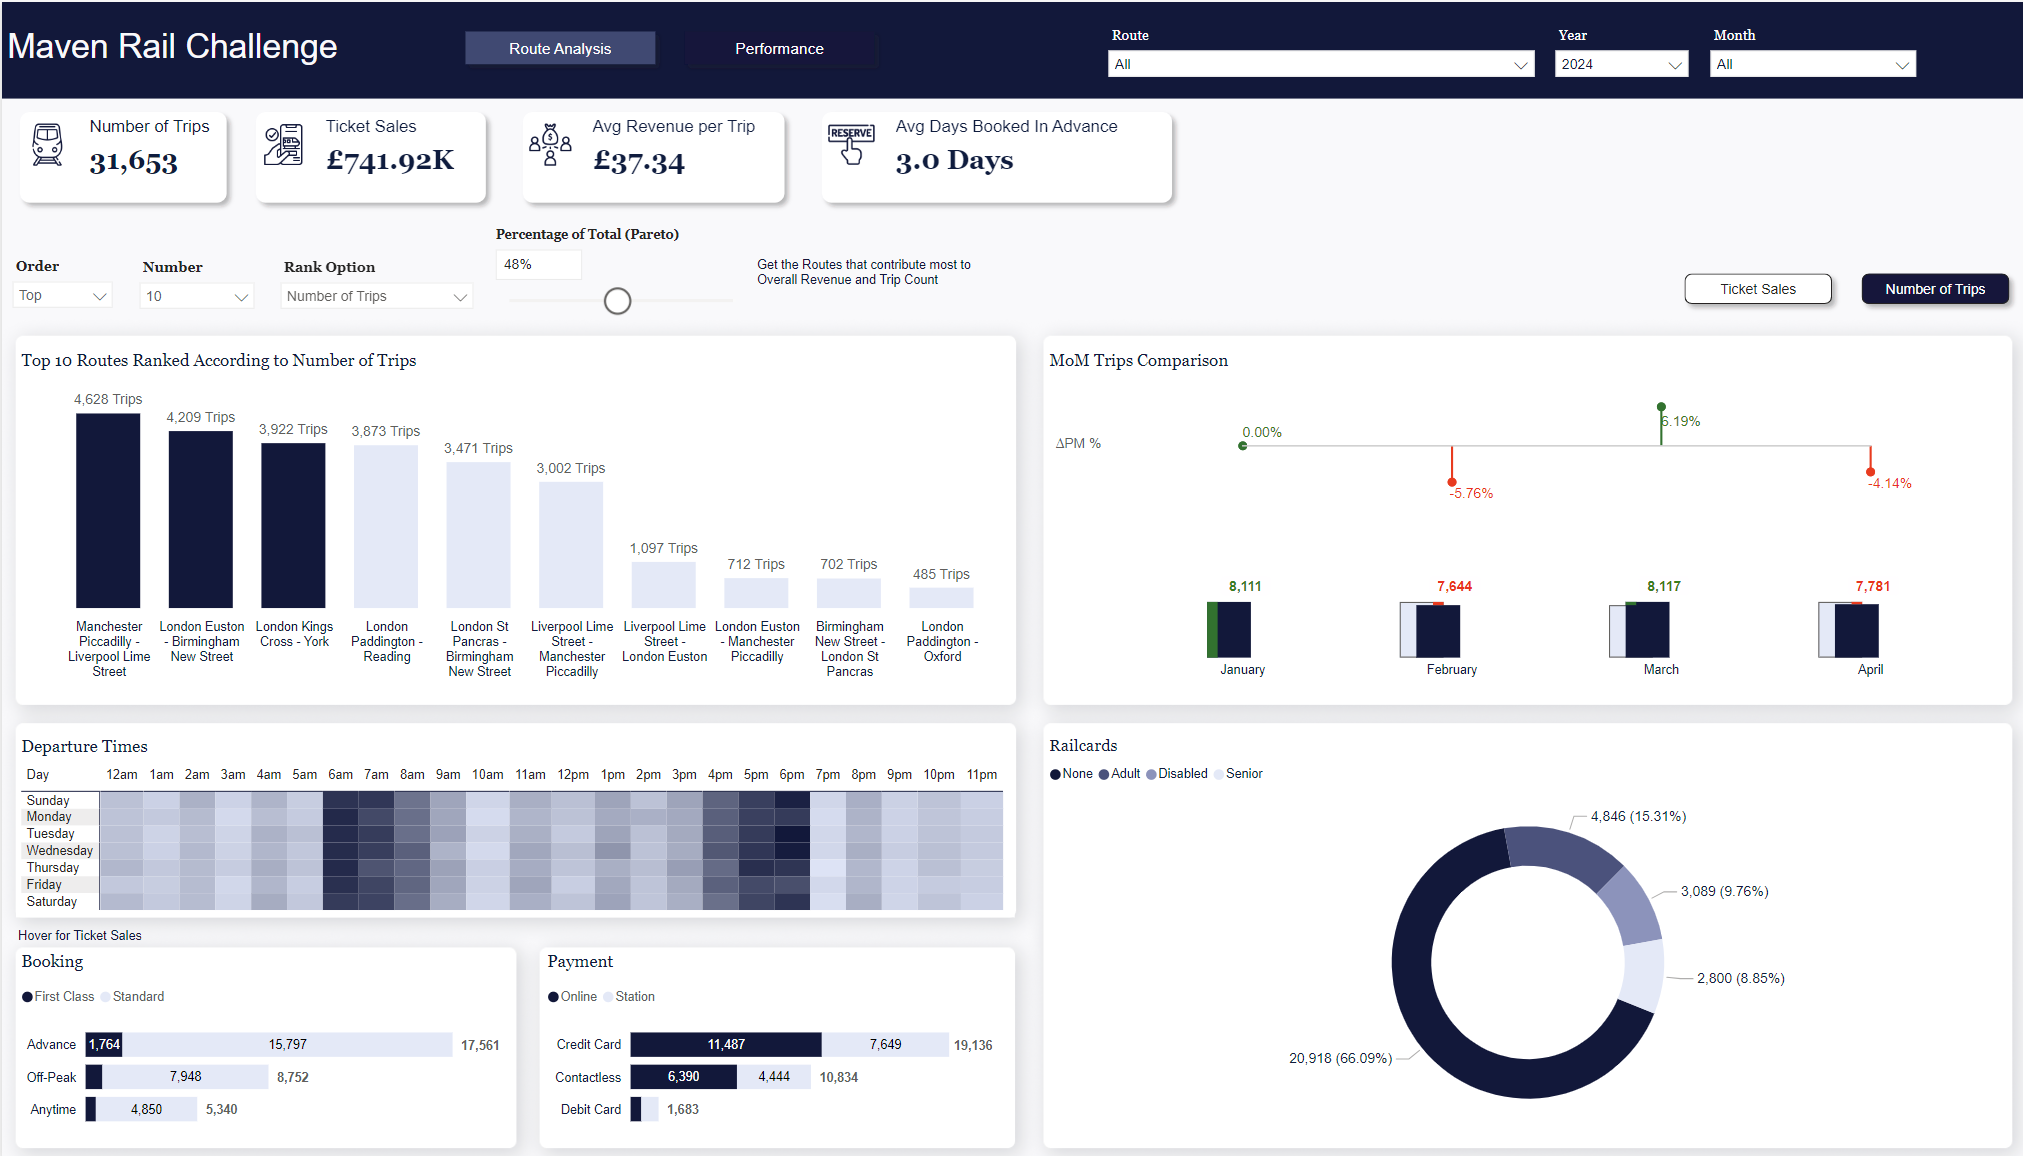 Maven Rail Challenge
Route Analysis
Performance
Route
All
Year
2024
Month
All
Number of Trips
31,653
Ticket Sales
£741.92K
Avg Revenue per Trip
£37.34
RESERVE
Avg Days Booked In Advance
3.0 Days
Order
Top
Number
10
Rank Option
Number of Trips
Percentage of Total (Pareto)
48%
Get the Routes that contribute most to
Overall Revenue and Trip Count
Ticket Sales
Number of Trips
Top 10 Routes Ranked According to Number of Trips
4,628 Trips
4,209 Trips
3,922 Trips
3,873 Trips
3,471 Trips
3,002 Trips
1,097 Trips
712 Trips
702 Trips
485 Trips
Manchester
Piccadilly -
Liverpool Lime
Street
London Euston
- Birmingham
New Street
London Kings
Cross - York
London
Paddington -
Reading
London St
Pancras -
Birmingham
New Street
Liverpool Lime
Street -
Manchester
Piccadilly
Liverpool Lime
Street -
London Euston
London Euston
- Manchester
Piccadilly
Birmingham
New Street -
London St
Pancras
London
Paddington -
Oxford
MoM Trips Comparison
ΔPM %
0.00%
-5.76%
6.19%
-4.14%
8,111
7,644
8,117
7,781
January
February
March
April
Departure Times
Day 12am 1am 2am 3am 4am 5am 6am 7am 8am 9am 10am 11am 12pm 1pm 2pm 3pm 4pm 5pm 6pm 7pm 8pm 9pm 10pm 11pm
Sunday
Monday
Tuesday
Wednesday
Thursday
Friday
Saturday
Hover for Ticket Sales
Booking
First Class Standard
Advance 1,764 15,797 17,561
Off-Peak 7,948 8,752
Anytime 4,850 5,340
Payment
Online Station
Credit Card 11,487 7,649 19,136
Contactless 6,390 4,444 10,834
Debit Card 1,683
Railcards
None Adult Disabled Senior
4,846 (15.31%)
3,089 (9.76%)
2,800 (8.85%)
20,918 (66.09%)